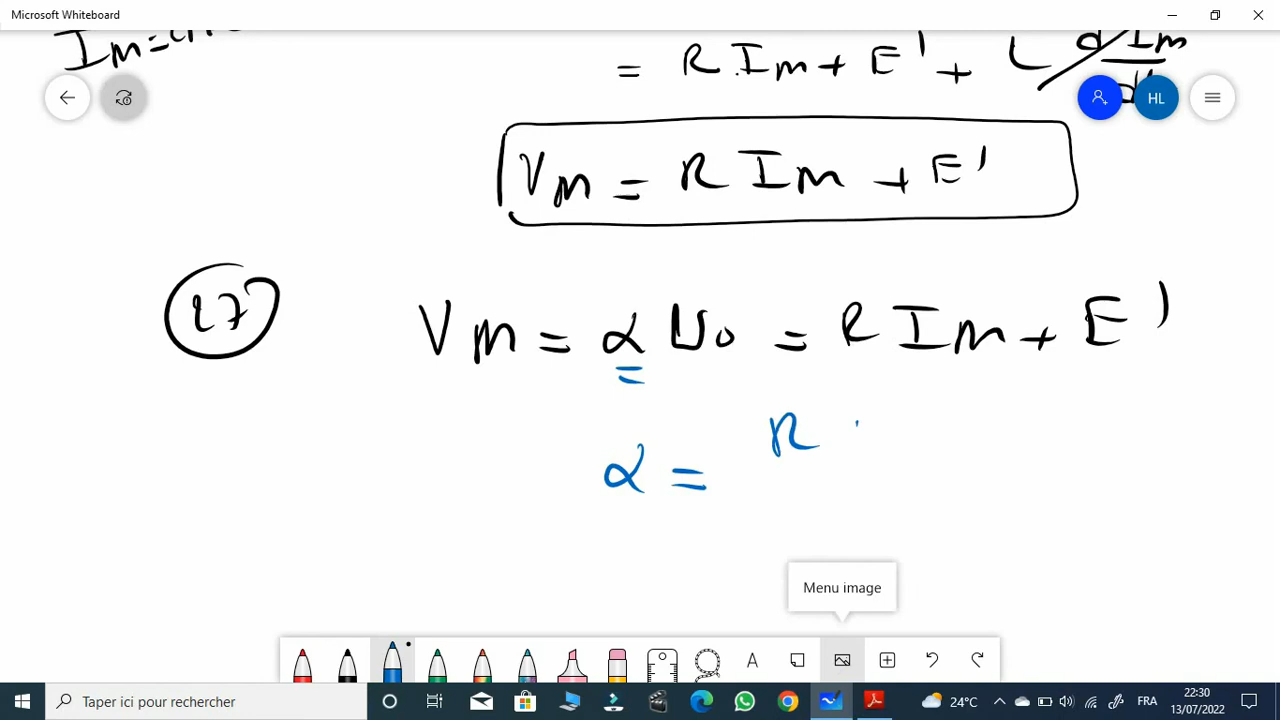 Microsoft Whiteboard
= R Im + E' + L dIm
HL
Vm = R Im + E'
27
Vm = α U0 = R Im + E'
α = R
Menu image
A
Taper ici pour rechercher
24°C
FRA
22:30
13/07/2022